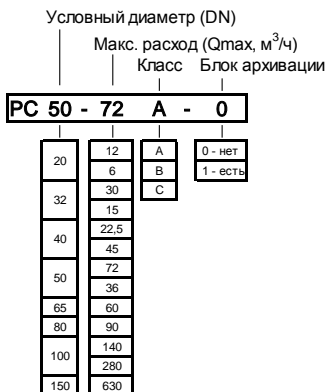 Условный диаметр (DN)
Макс. расход (Qmax, м³/ч)
Класс Блок архивации
РС 50 - 72 А - 0
20 12 А 0 - нет
6 В 1 - есть
32 30 С
15
40 22,5
45
50 72
36
65 60
80 90
100 140
280
150 630